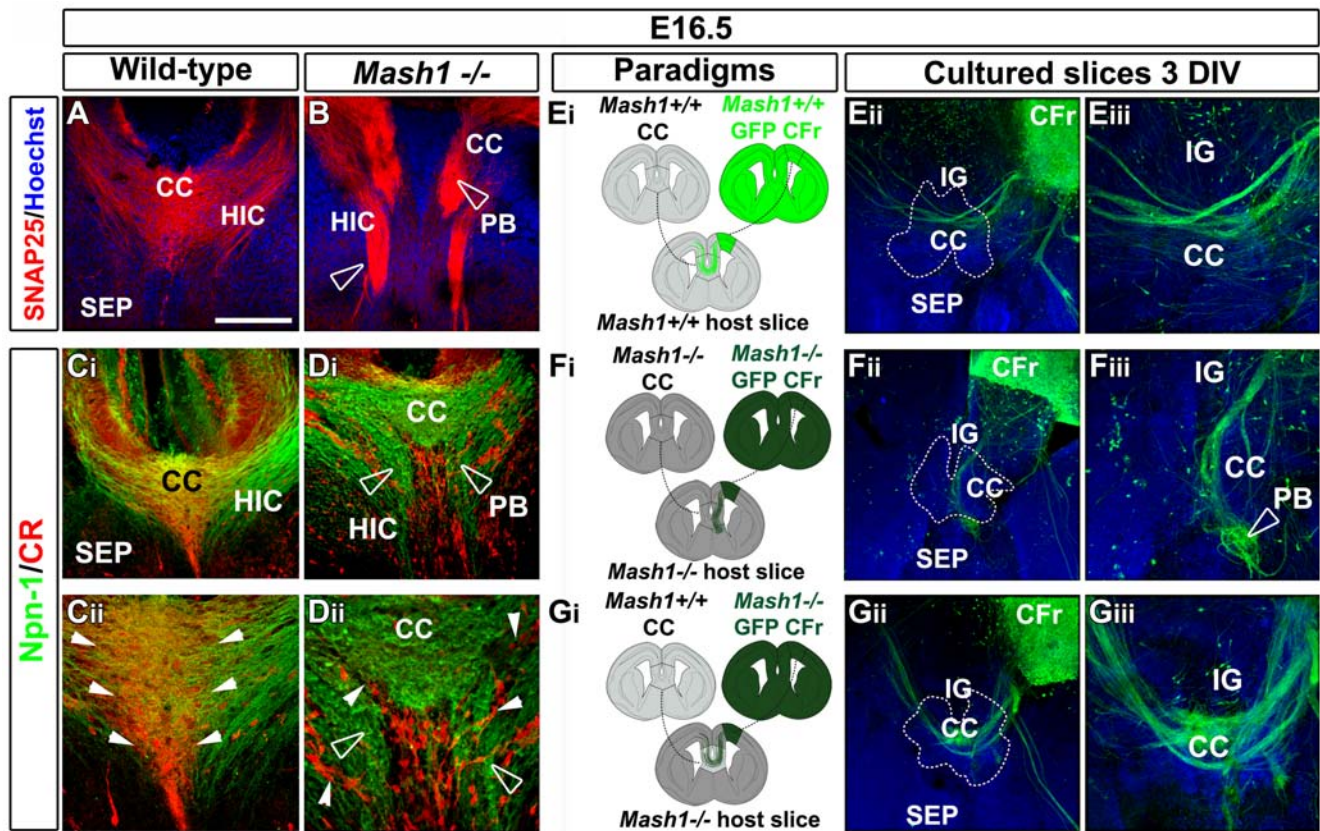 E16.5
Wild-type
Mash1 -/-
Paradigms
Cultured slices 3 DIV
SNAP25/Hoechst
A
CC
HIC
SEP
B
CC
PB
HIC
Ei
Mash1+/+
CC
Mash1+/+
GFP CFr
Mash1+/+ host slice
Eii
CFr
IG
CC
SEP
Eiii
IG
CC
Npn-1/CR
Ci
CC
HIC
SEP
Di
CC
HIC
PB
Fi
Mash1-/-
CC
Mash1-/-
GFP CFr
Mash1-/- host slice
Fii
CFr
IG
CC
SEP
Fiii
IG
CC
PB
Cii
Dii
CC
Gi
Mash1+/+
CC
Mash1-/-
GFP CFr
Mash1-/- host slice
Gii
CFr
IG
CC
SEP
Giii
IG
CC